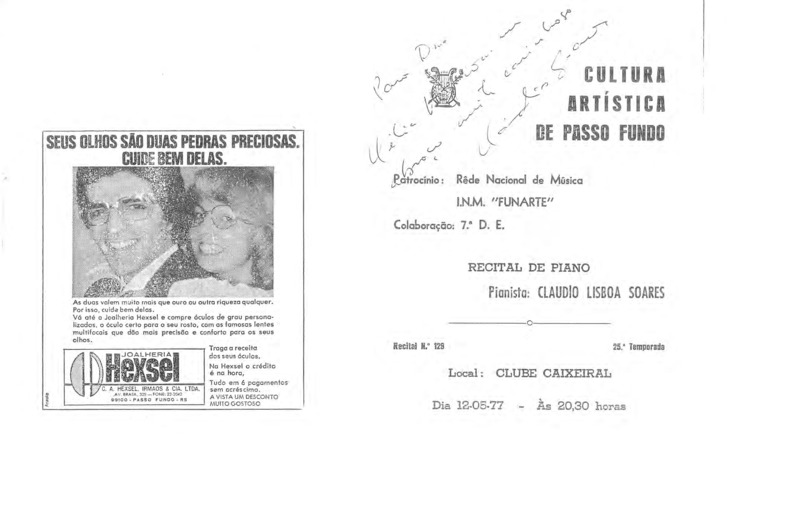 SEUS OLHOS SÃO DUAS PEDRAS PRECIOSAS.
CUIDE BEM DELAS.
As duas valem muito mais que ouro ou outra riqueza qualquer.
Por isso, cuide bem delas.
Vá até a Joalheria Hexsel e compre óculos de grau persona-
lizados, o óculo certo para o seu rosto, com as famosas lentes
multifocais que dão mais precisão e conforto para os seus
olhos.
JOALHERIA
Hexsel
C. A. HEXSEL, IRMÃOS & CIA. LTDA.
99100 - PASSO FUNDO - RS
Traga a receita
dos seus óculos.
Na Hexsel o crédito
é na hora.
Tudo em 6 pagamentos
sem acréscimo.
A VISTA UM DESCONTO
MUITO GOSTOSO
Para
CULTURA
ARTÍSTICA
DE PASSO FUNDO
Patrocínio: Rêde Nacional de Música
I.N.M. "FUNARTE"
Colaboração: 7.ª D. E.
RECITAL DE PIANO
Pianista: CLAUDIO LISBOA SOARES
Recital N.º 129 25.ª Temporada
Local: CLUBE CAIXEIRAL
Dia 12-05-77 - Às 20,30 horas